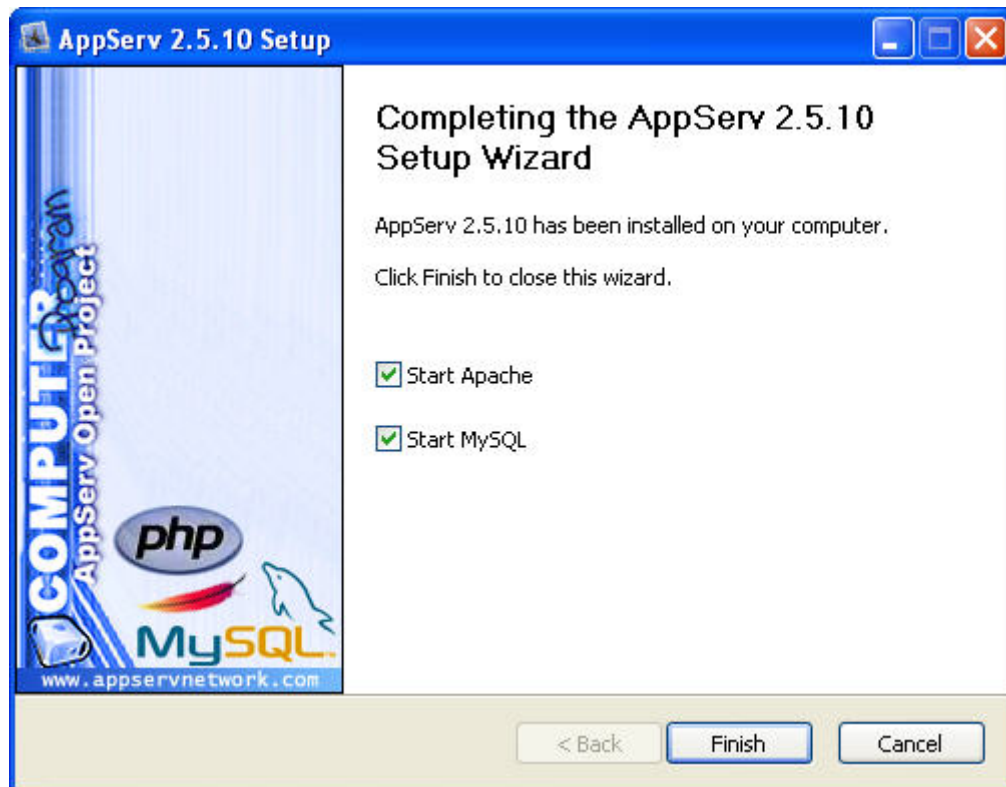 AppServ 2.5.10 Setup
Completing the AppServ 2.5.10
Setup Wizard
AppServ 2.5.10 has been installed on your computer.
Click Finish to close this wizard.
Start Apache
Start MySQL
COMPUTER
Program
AppServ Open Project
php
MySQL
www.appservnetwork.com
< Back
Finish
Cancel